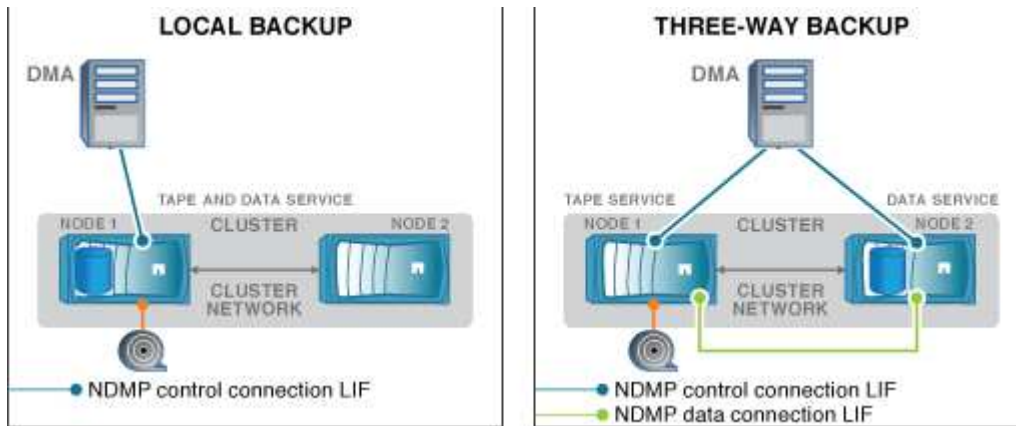 LOCAL BACKUP
DMA
TAPE AND DATA SERVICE
NODE 1
CLUSTER
NODE 2
CLUSTER
NETWORK
NDMP control connection LIF
THREE-WAY BACKUP
DMA
TAPE SERVICE
DATA SERVICE
NODE 1
CLUSTER
NODE 2
CLUSTER
NETWORK
NDMP control connection LIF
NDMP data connection LIF